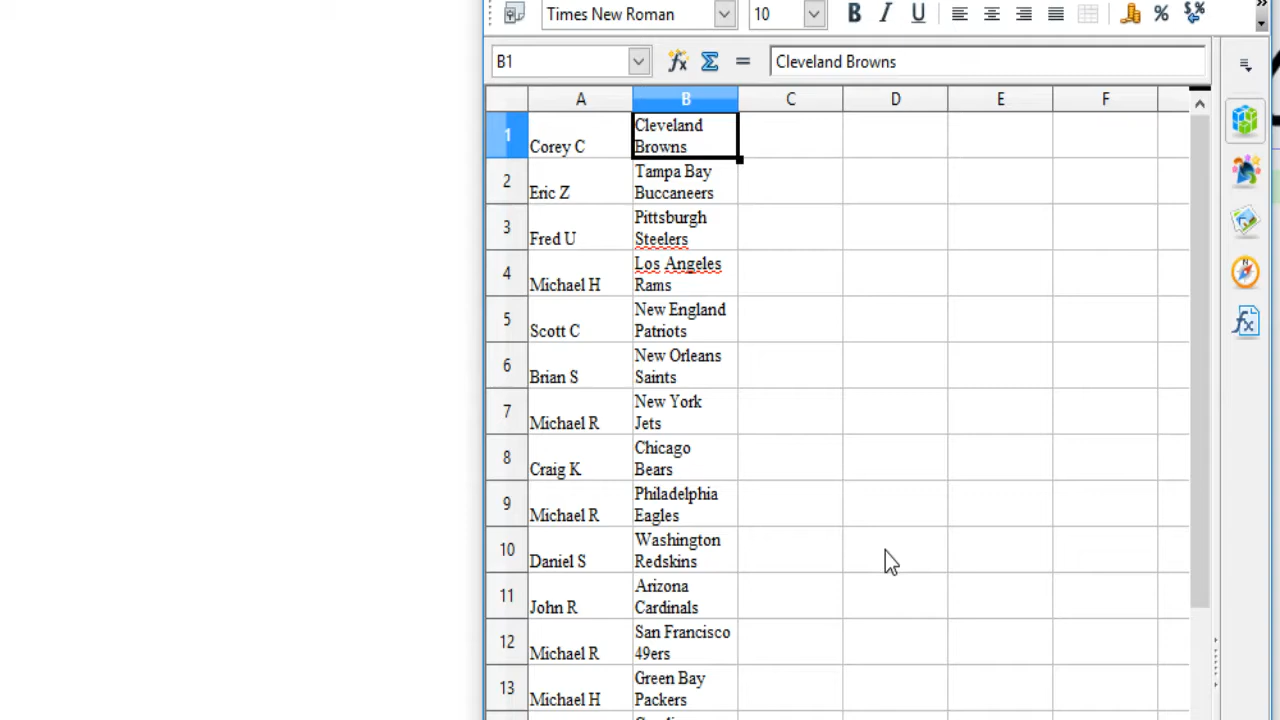 Times New Roman
10
B I U
%
B1
fx Σ =
Cleveland Browns
A B C D E F
1
Corey C
Cleveland
Browns
2
Eric Z
Tampa Bay
Buccaneers
3
Fred U
Pittsburgh
Steelers
4
Michael H
Los Angeles
Rams
5
Scott C
New England
Patriots
6
Brian S
New Orleans
Saints
7
Michael R
New York
Jets
8
Craig K
Chicago
Bears
9
Michael R
Philadelphia
Eagles
10
Daniel S
Washington
Redskins
11
John R
Arizona
Cardinals
12
Michael R
San Francisco
49ers
13
Michael H
Green Bay
Packers